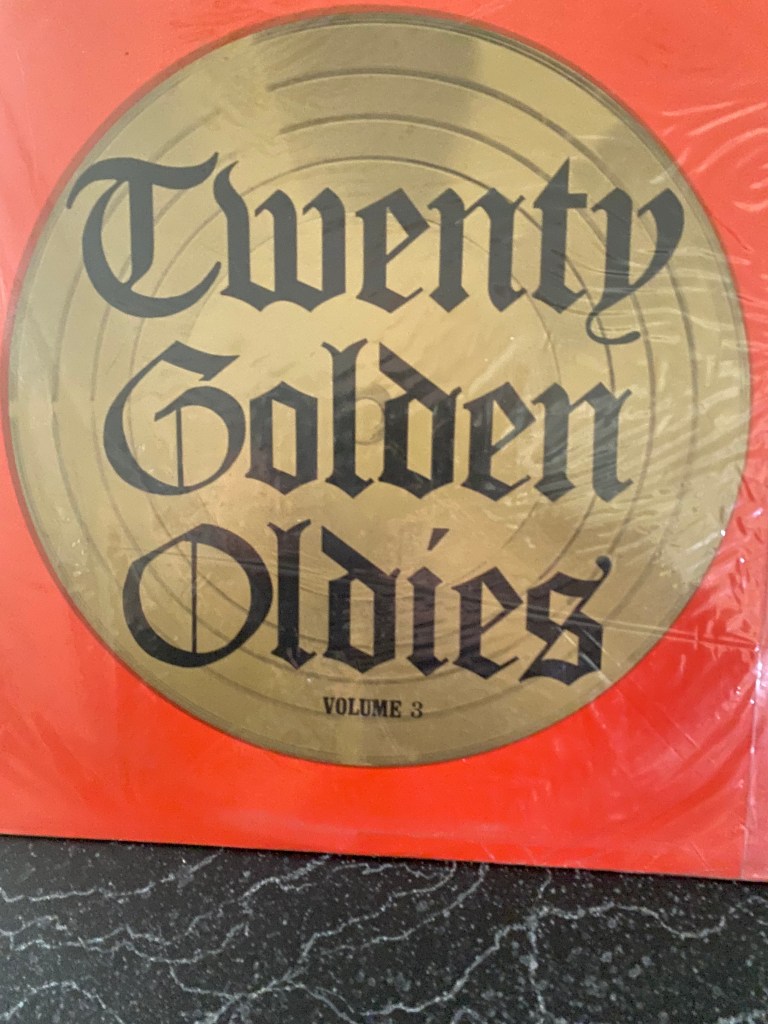 Twenty
Golden
Oldies
VOLUME 3